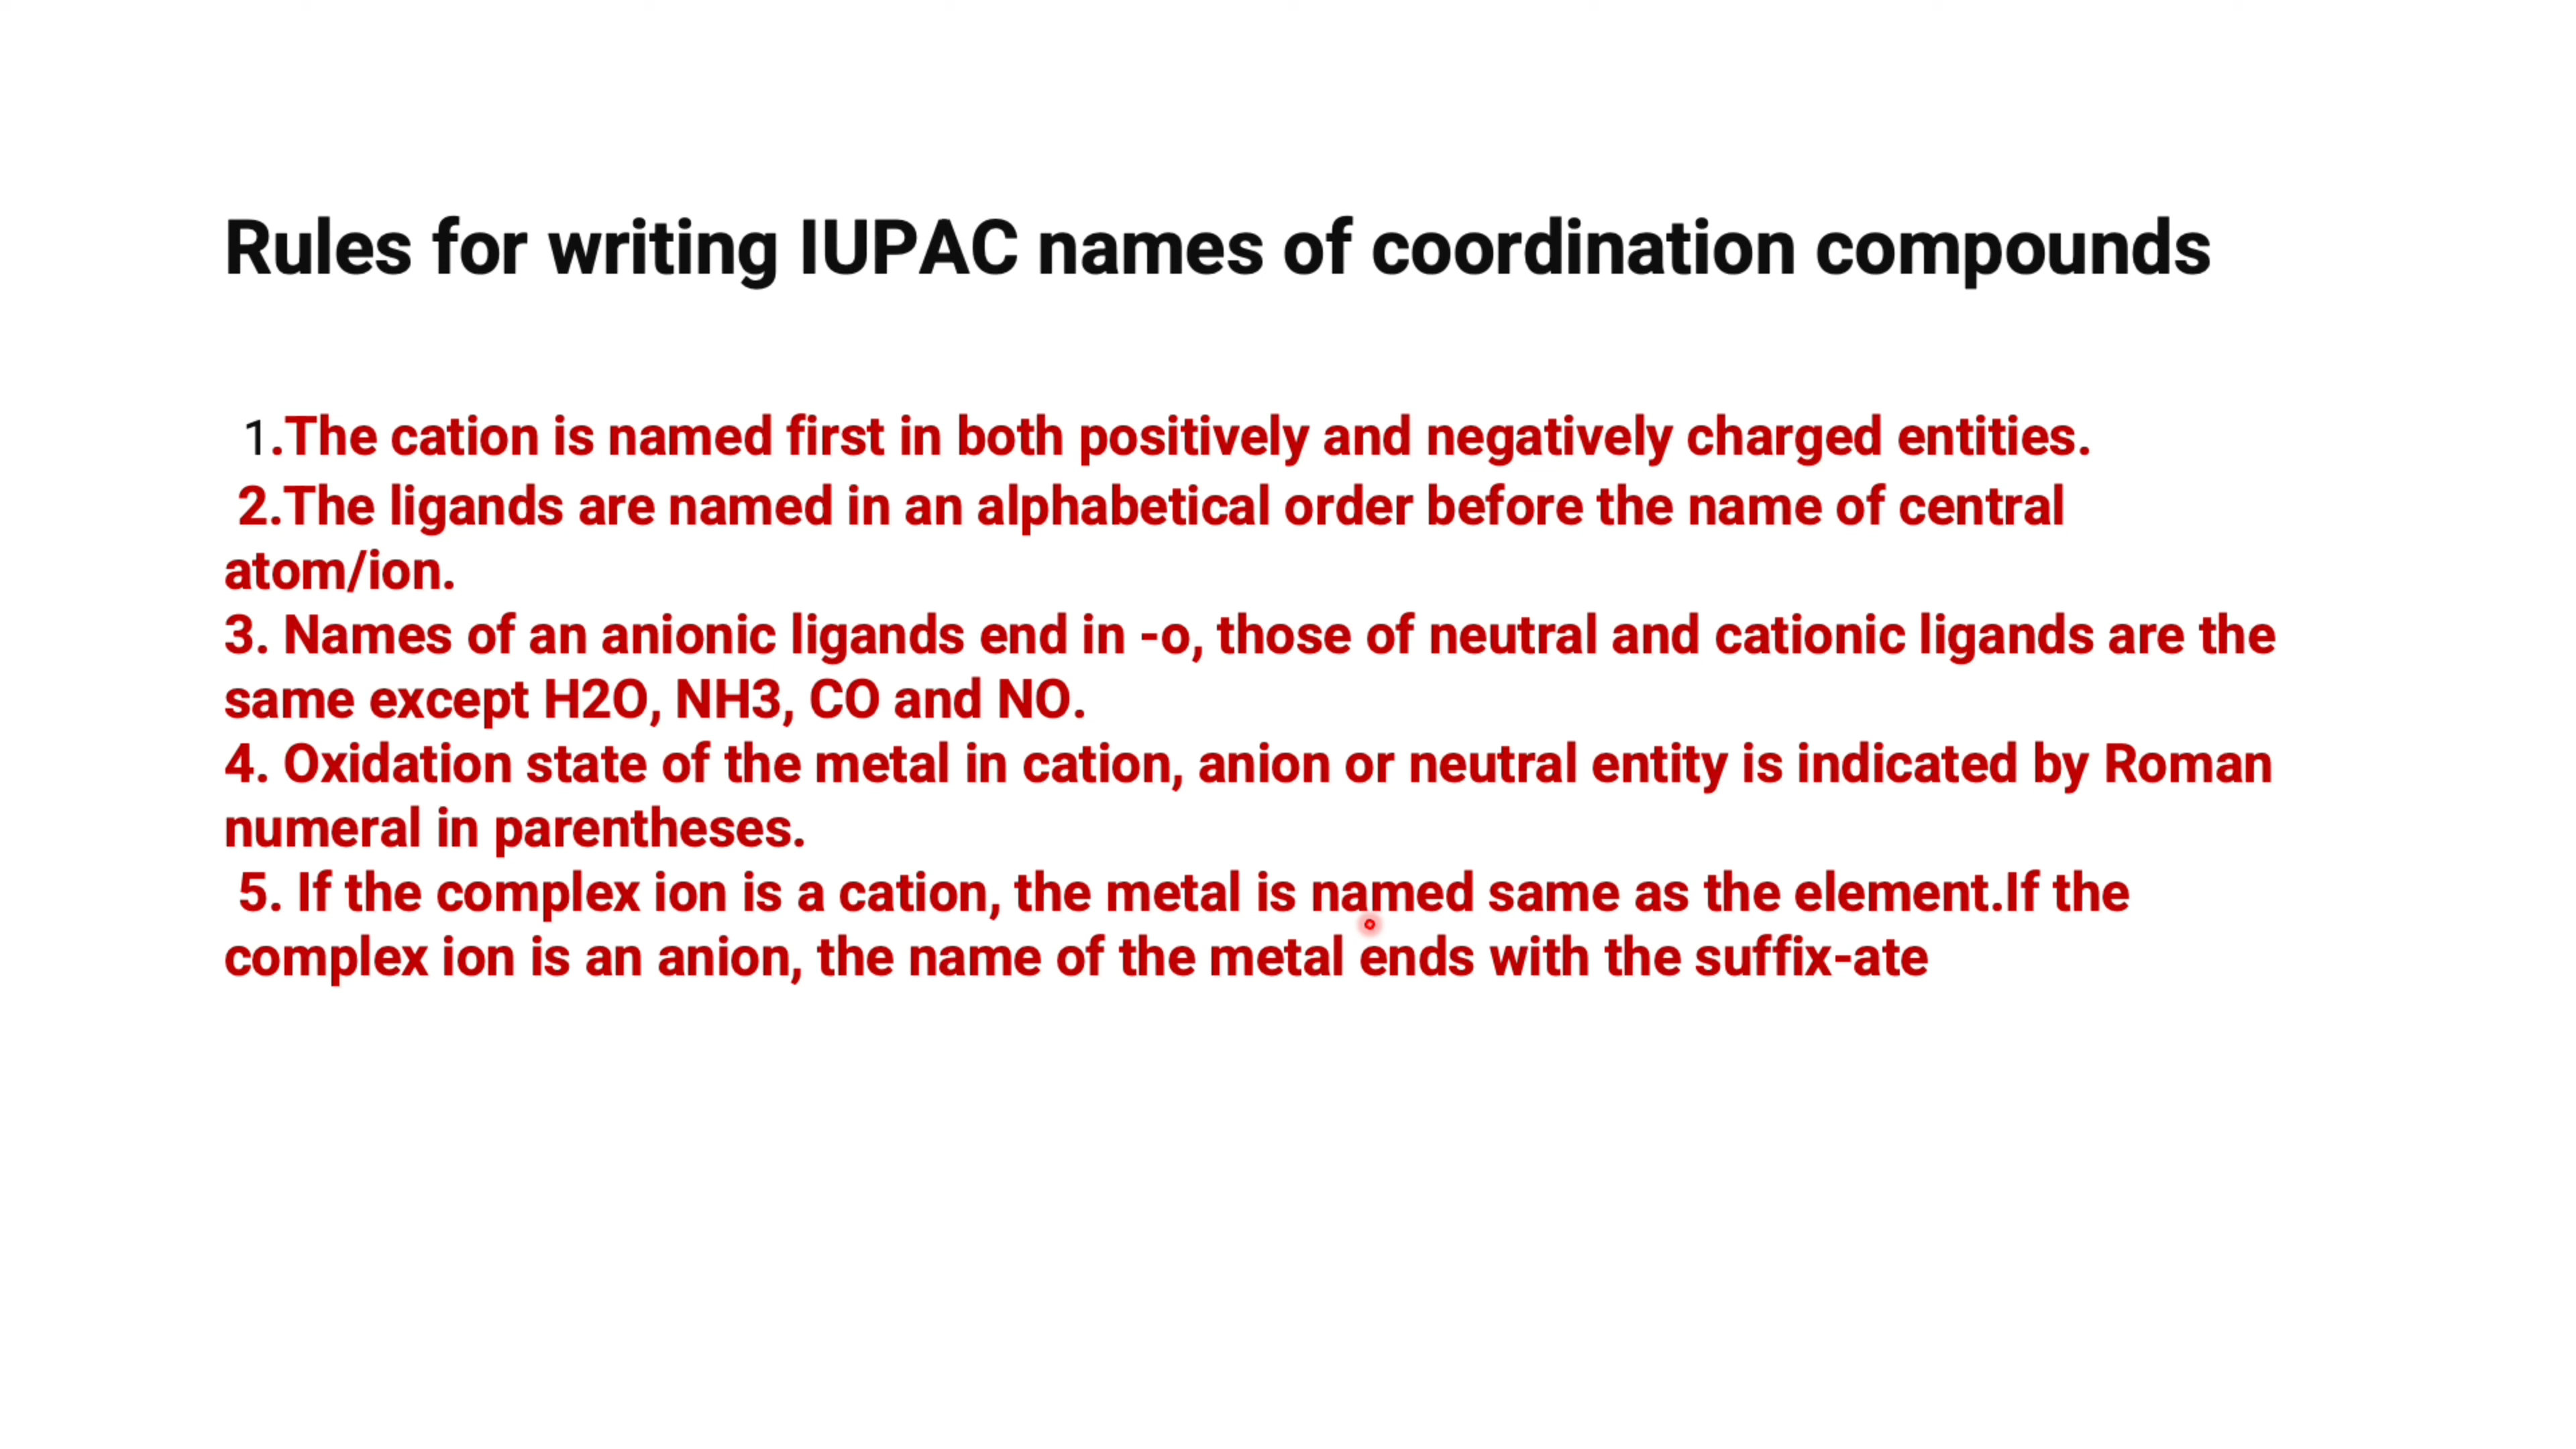 Rules for writing IUPAC names of coordination compounds
1.The cation is named first in both positively and negatively charged entities.
2.The ligands are named in an alphabetical order before the name of central
atom/ion.
3. Names of an anionic ligands end in -o, those of neutral and cationic ligands are the
same except H2O, NH3, CO and NO.
4. Oxidation state of the metal in cation, anion or neutral entity is indicated by Roman
numeral in parentheses.
5. If the complex ion is a cation, the metal is named same as the element.If the
complex ion is an anion, the name of the metal ends with the suffix-ate